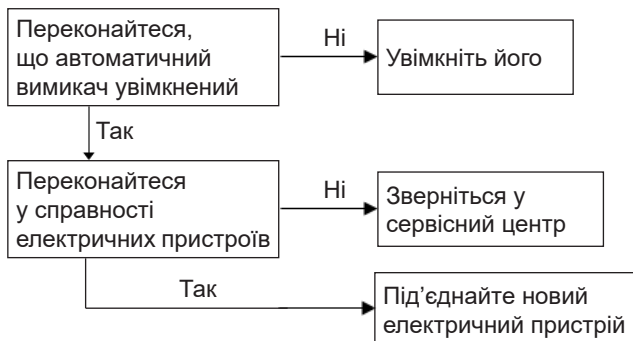 Переконайтеся,
що автоматичний
вимикач увімкнений
Ні
Увімкніть його
Так
Переконайтеся
у справності
електричних пристроїв
Ні
Зверніться у
сервісний центр
Так
Під’єднайте новий
електричний пристрій